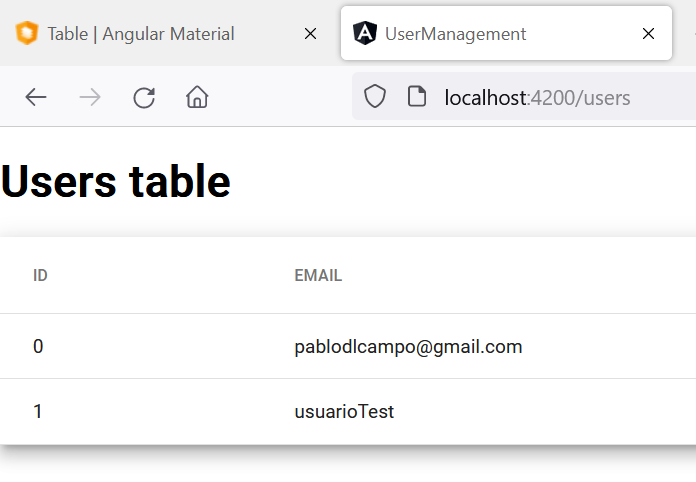 Table | Angular Material
UserManagement
localhost:4200/users
Users table
ID EMAIL
0 pablodlcampo@gmail.com
1 usuarioTest